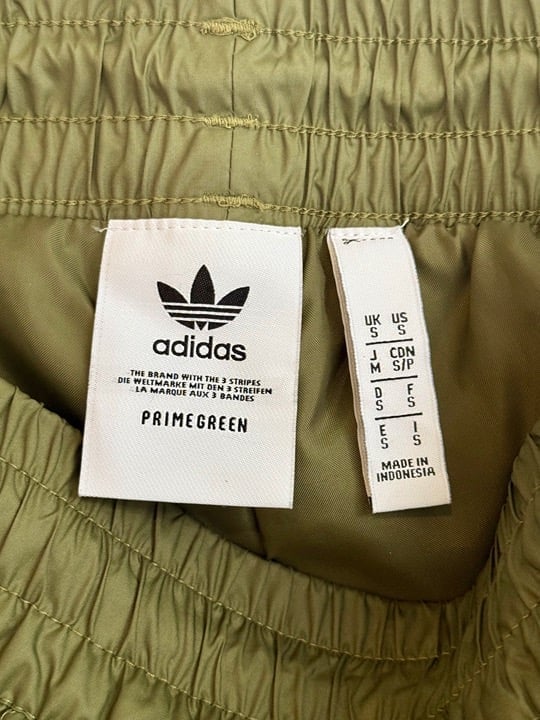 adidas
THE BRAND WITH THE 3 STRIPES
DIE WELTMARKE MIT DEN 3 STREIFEN
LA MARQUE AUX 3 BANDES
PRIMEGREEN
UK US
S S
J CDN
M S/P
D F
S S
E I
S S
MADE IN
INDONESIA